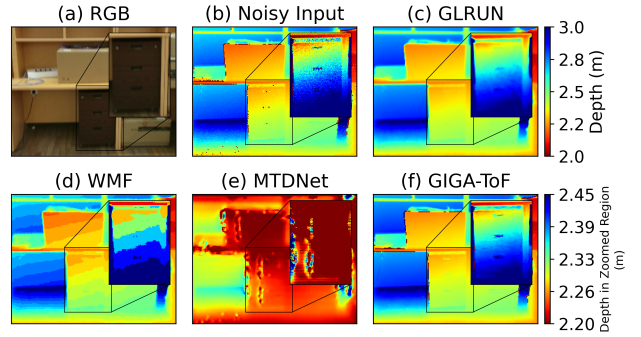 (a) RGB
(b) Noisy Input
(c) GLRUN
3.0
2.8
2.5
2.2
2.0
Depth (m)
(d) WMF
(e) MTDNet
(f) GIGA-ToF
2.45
2.39
2.33
2.26
2.20
Depth in Zoomed Region
(m)